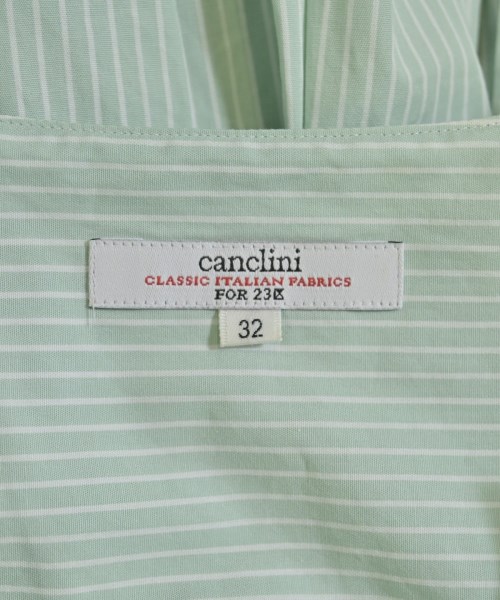 canclini
CLASSIC ITALIAN FABRICS
FOR 23区
32